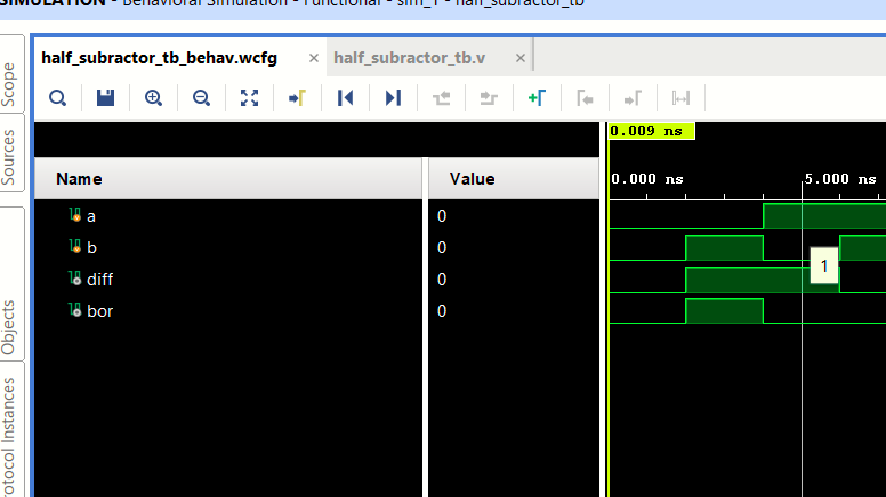 SIMULATION - Behavioral Simulation - Functional - sim_1 - half_subractor_tb
half_subractor_tb_behav.wcfg × half_subractor_tb.v ×
Scope
Sources
Objects
rotocol Instances
0.009 ns
Name Value
0.000 ns 5.000 ns
a 0
b 0
1
diff 0
bor 0